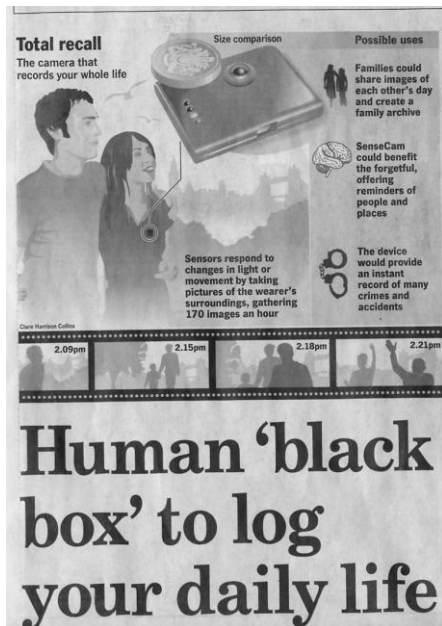 Total recall
The camera that
records your whole life
Size comparison
Possible uses
Families could
share images of
each other's day
and create a
family archive
SenseCam
could benefit
the forgetful,
offering
reminders of
people and
places
The device
would provide
an instant
record of many
crimes and
accidents
Sensors respond to
changes in light or
movement by taking
pictures of the wearer's
surroundings, gathering
170 images an hour
Clare Harrison Collins
2.09pm
2.15pm
2.18pm
2.21pm
Human ‘black
box’ to log
your daily life